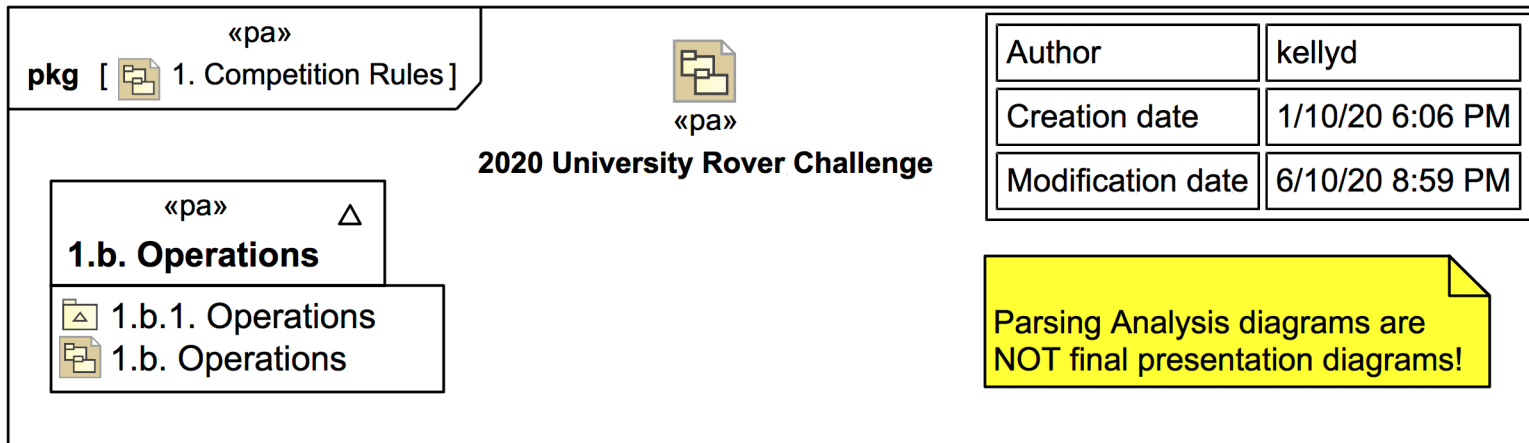 «pa»
pkg [ 1. Competition Rules ]
«pa»
2020 University Rover Challenge
Author kellyd
Creation date 1/10/20 6:06 PM
Modification date 6/10/20 8:59 PM
«pa»
1.b. Operations
1.b.1. Operations
1.b. Operations
Parsing Analysis diagrams are
NOT final presentation diagrams!